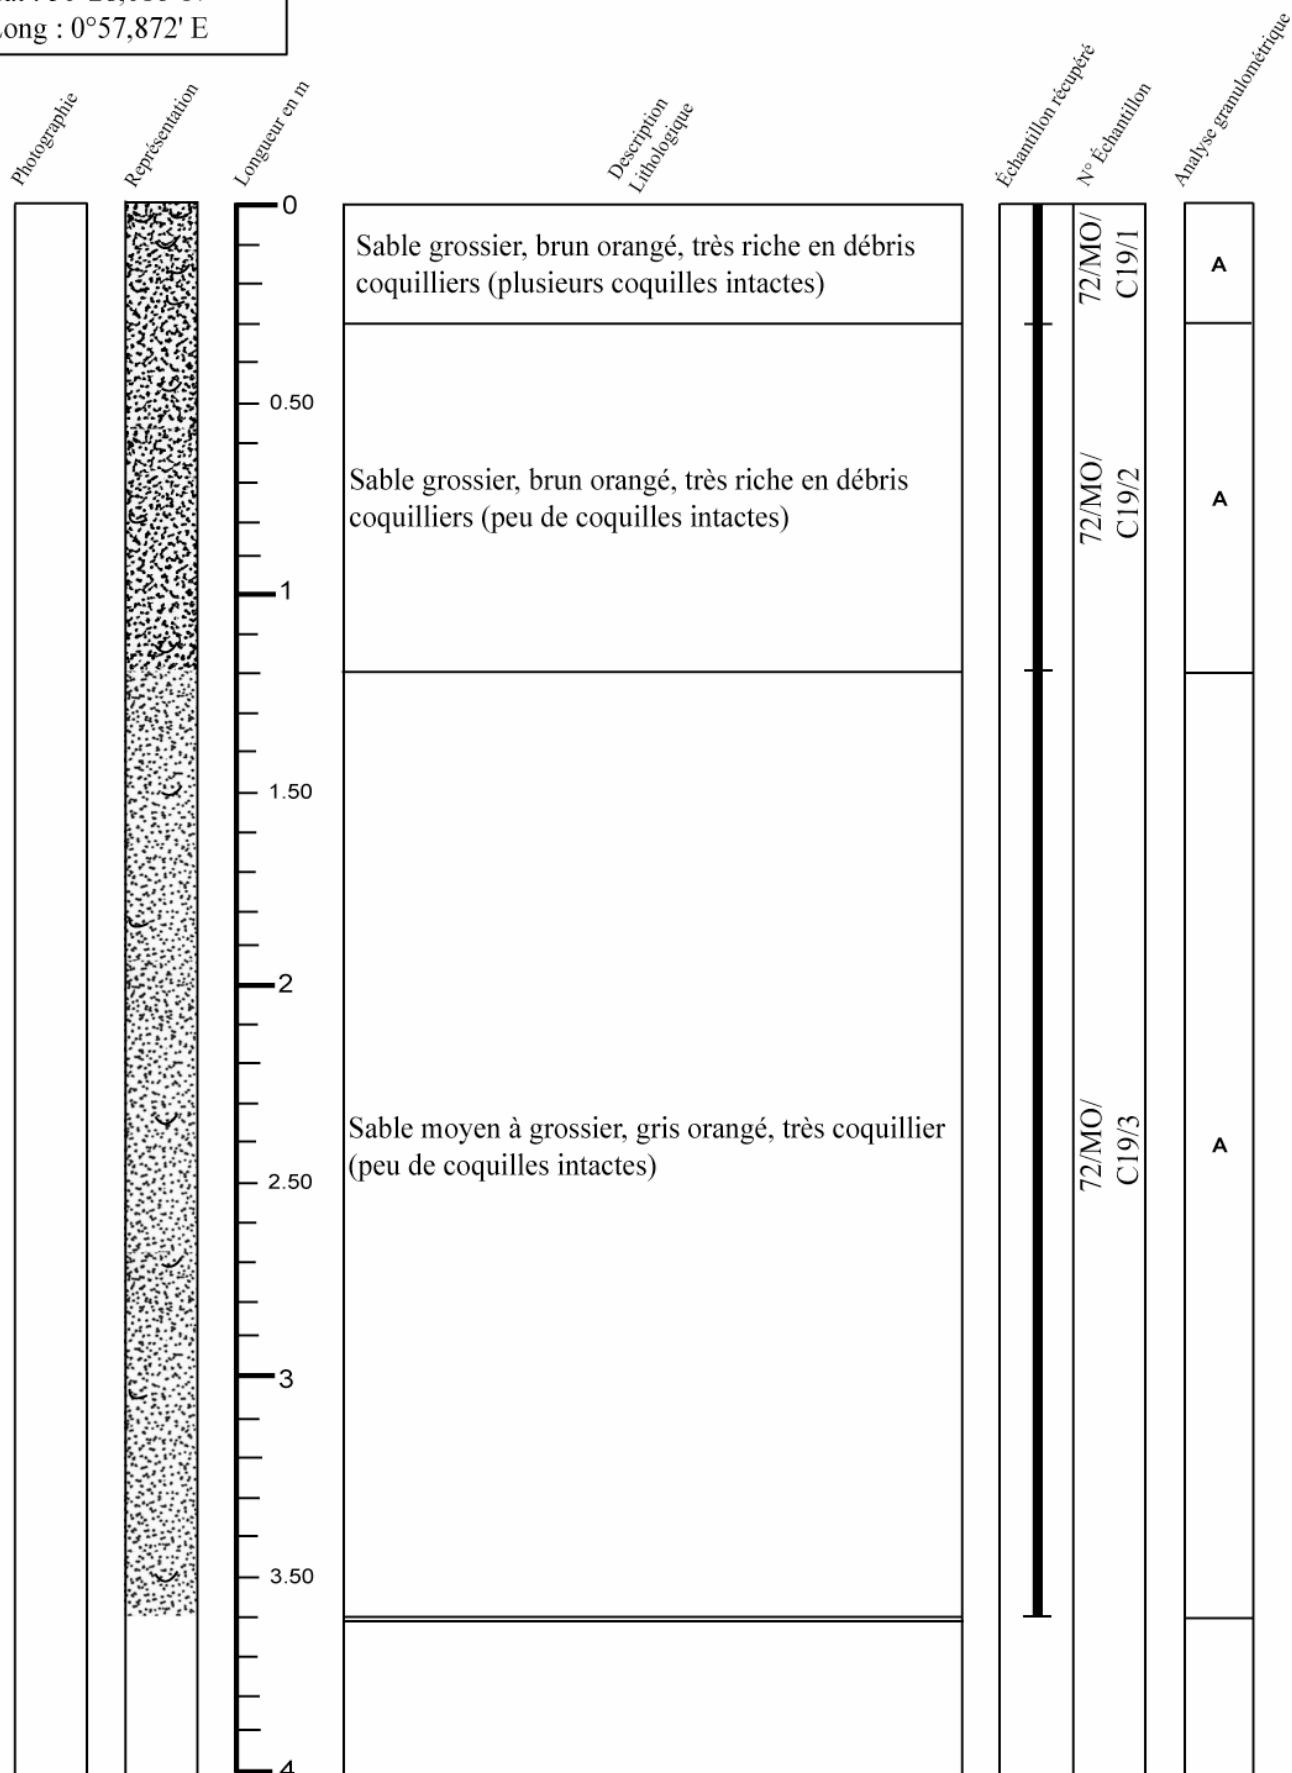 Long : 0°57,872' E
Photographie
Représentation
Longueur en m
Description
Lithologique
Échantillon récupéré
N° Échantillon
Analyse granulométrique
0
Sable grossier, brun orangé, très riche en débris
coquilliers (plusieurs coquilles intactes)
72/MO/
C19/1
A
0.50
Sable grossier, brun orangé, très riche en débris
coquilliers (peu de coquilles intactes)
72/MO/
C19/2
A
1
1.50
2
Sable moyen à grossier, gris orangé, très coquillier
(peu de coquilles intactes)
72/MO/
C19/3
A
2.50
3
3.50
4